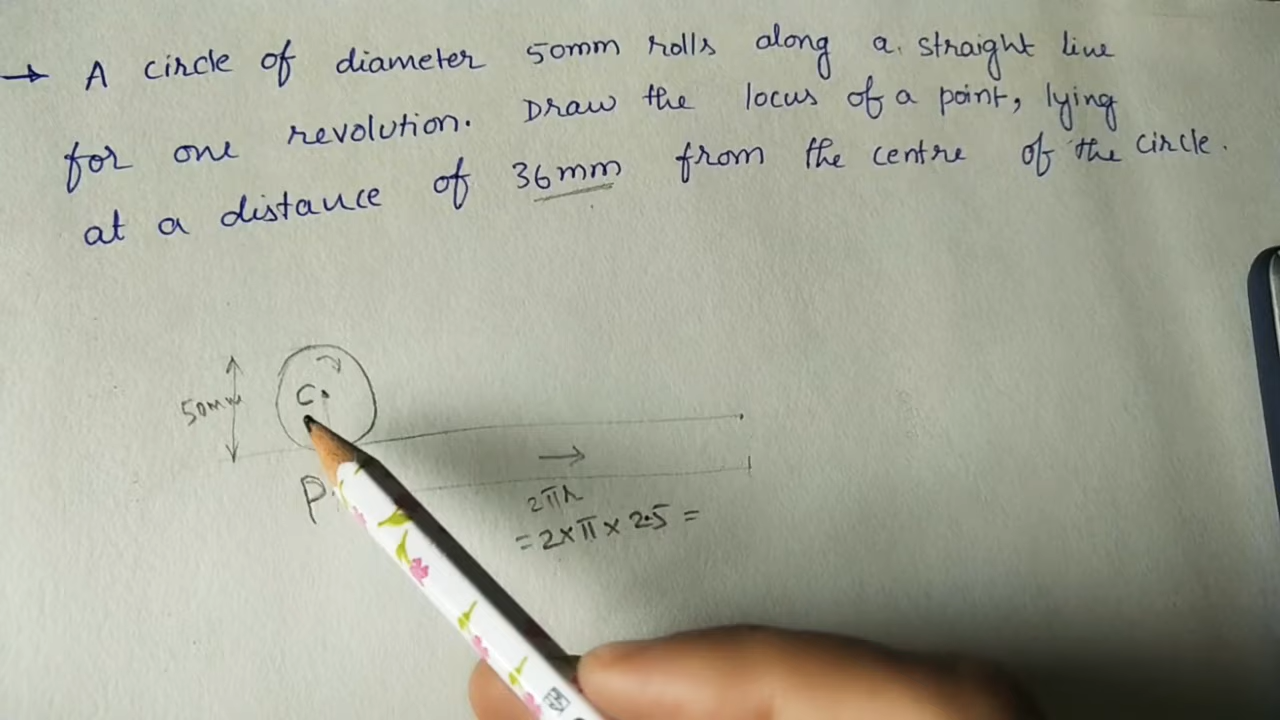 → A circle of diameter 50mm rolls along a straight line
for one revolution. Draw the locus of a point, lying
at a distance of 36mm from the centre of the circle.
50mm
C
P
2πr
= 2×π×2.5 =